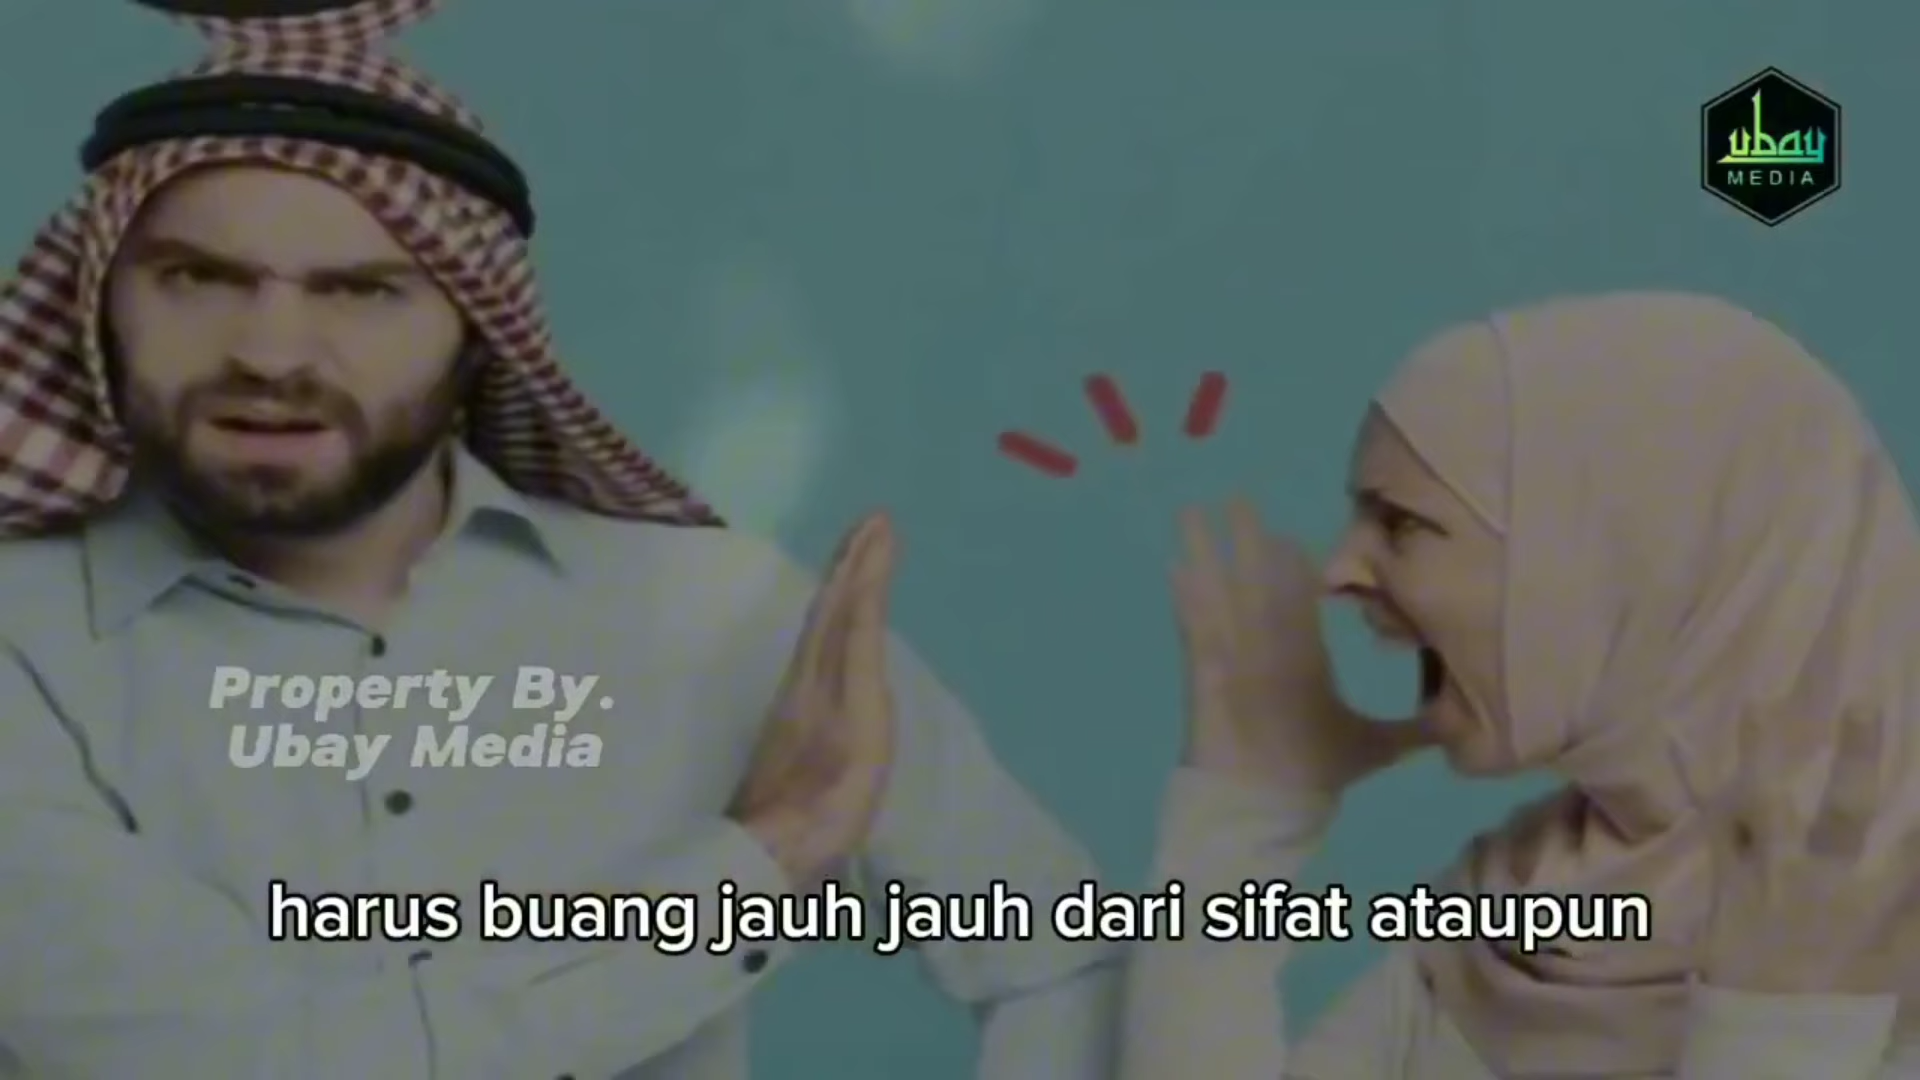 ubay
MEDIA
Property By.
Ubay Media
harus buang jauh jauh dari sifat ataupun